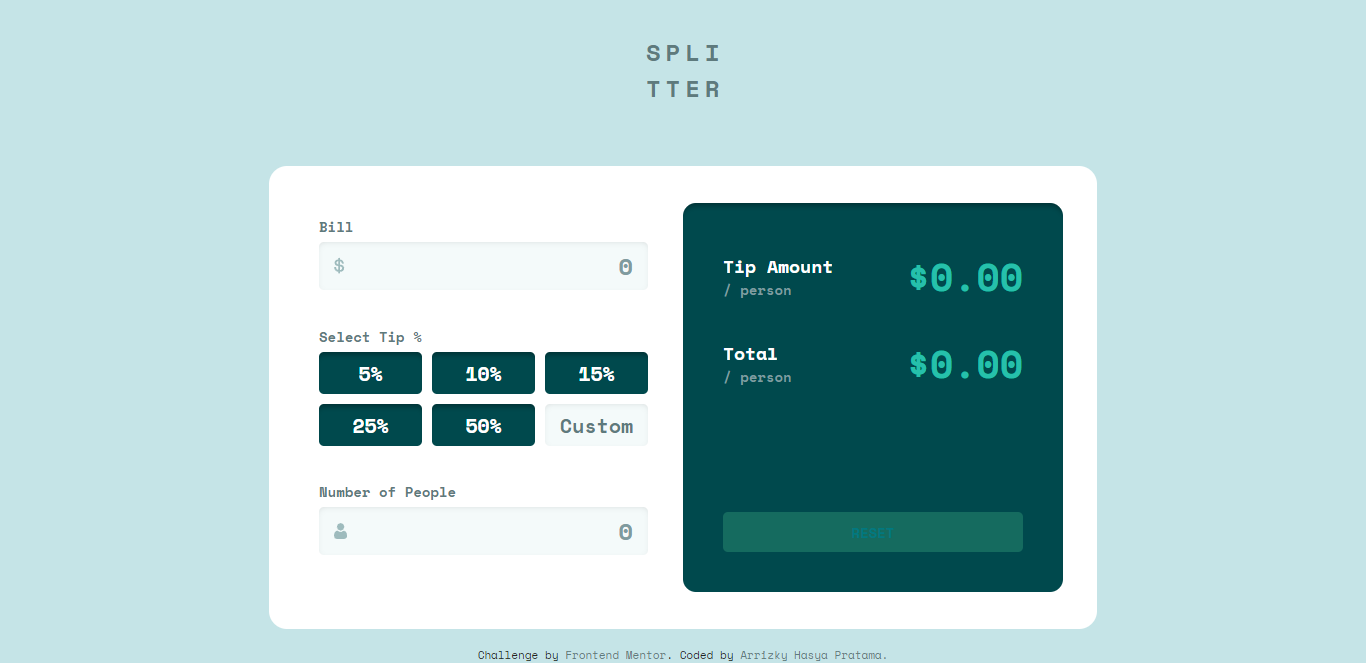 SPLI
TTER
Bill
$ 0
Select Tip %
5% 10% 15%
25% 50% Custom
Number of People
0
Tip Amount
/ person
$0.00
Total
/ person
$0.00
RESET
Challenge by Frontend Mentor. Coded by Arrizky Hasya Pratama.